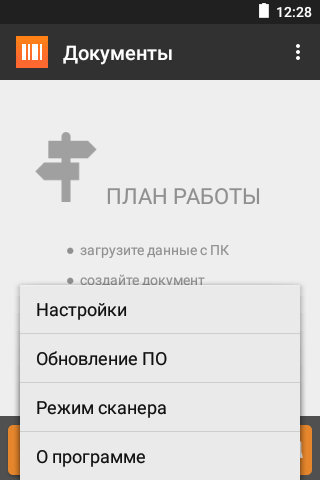 12:28
Документы
ПЛАН РАБОТЫ
• загрузите данные с ПК
• создайте документ
Настройки
Обновление ПО
Режим сканера
О программе